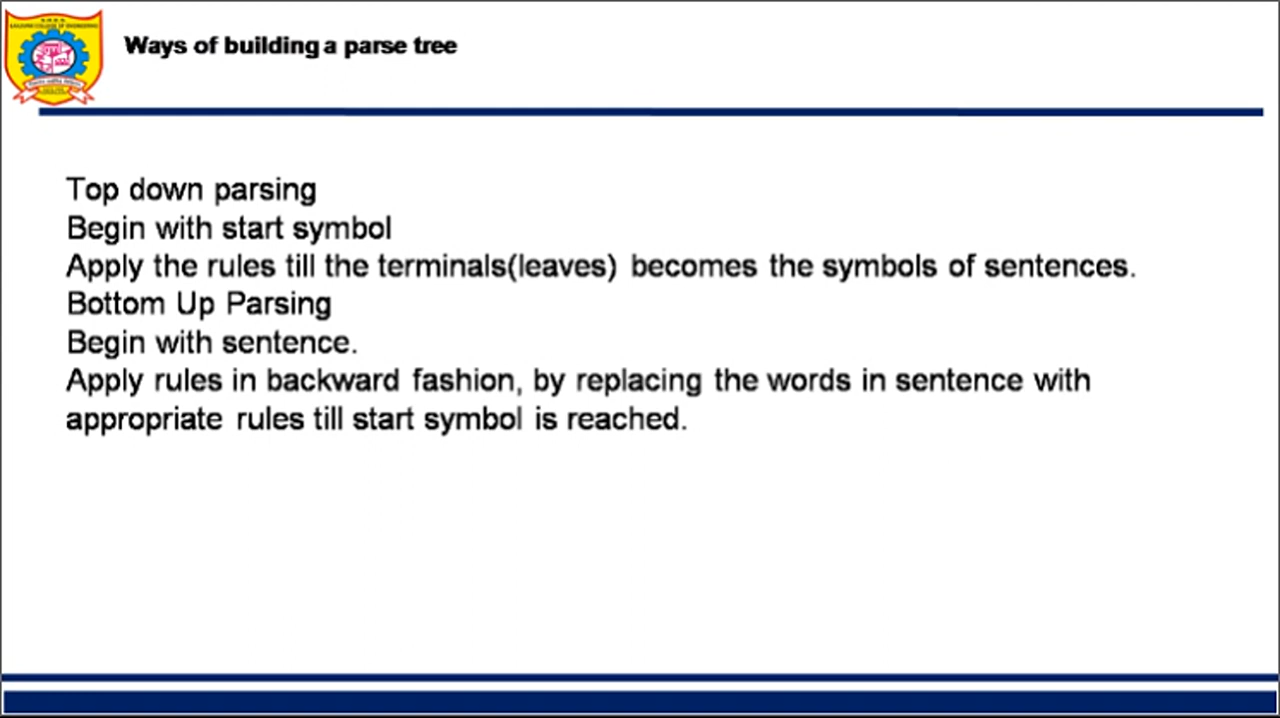 Ways of building a parse tree
Top down parsing
Begin with start symbol
Apply the rules till the terminals(leaves) becomes the symbols of sentences.
Bottom Up Parsing
Begin with sentence.
Apply rules in backward fashion, by replacing the words in sentence with
appropriate rules till start symbol is reached.